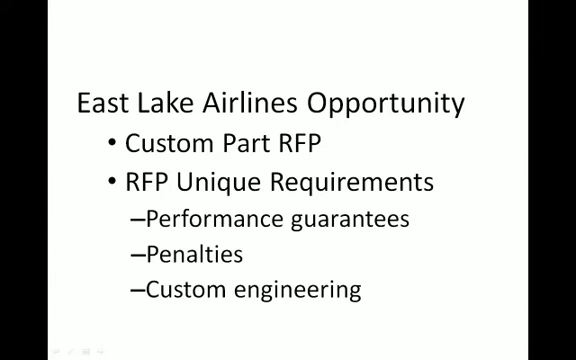 East Lake Airlines Opportunity
• Custom Part RFP
• RFP Unique Requirements
–Performance guarantees
–Penalties
–Custom engineering